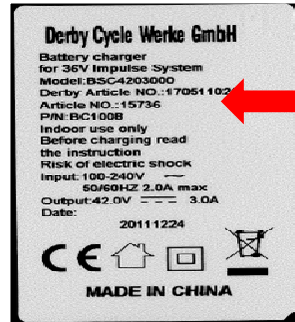 Derby Cycle Werke GmbH
Battery charger
for 36V Impulse System
Model:BSC4203000
Derby Article NO.:17051102
Article NO.:15736
P/N:BC100B
Indoor use only
Before charging read
the instruction
Risk of electric shock
Input:100-240V
50/60HZ 2.0A max
Output:42.0V 3.0A
Date:
20111224
CE
MADE IN CHINA